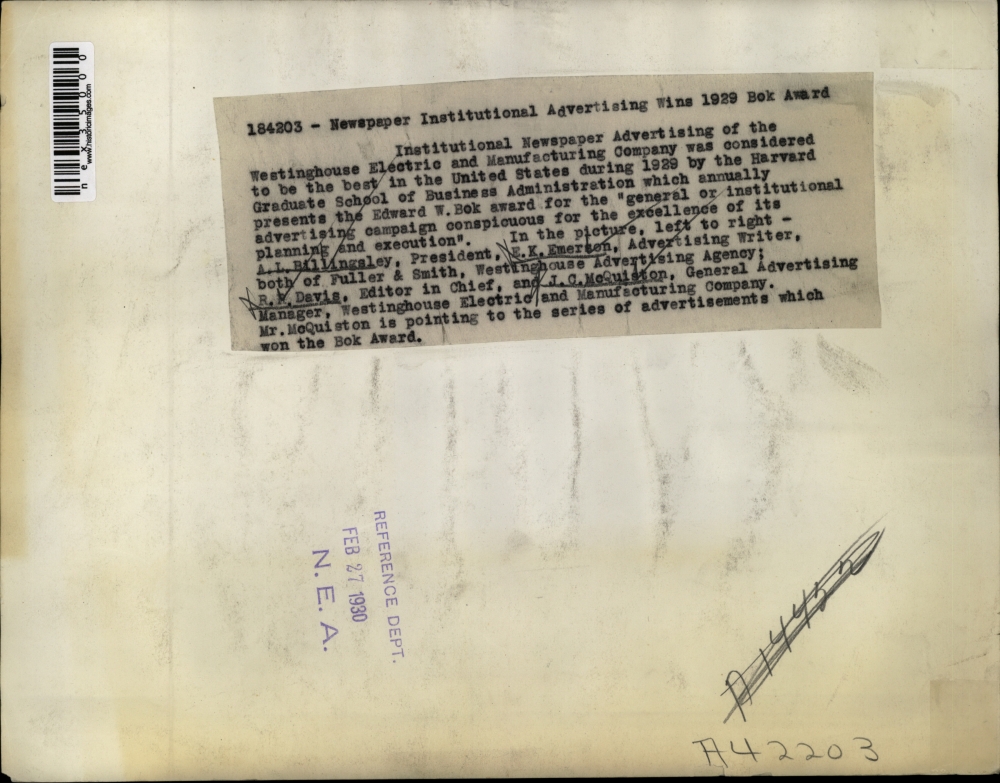 184203 - Newspaper Institutional Advertising Wins 1929 Bok Award
Institutional Newspaper Advertising of the
Westinghouse Electric and Manufacturing Company was considered
to be the best in the United States during 1929 by the Harvard
Graduate School of Business Administration which annually
presents the Edward W.Bok award for the "general or institutional
advertising campaign conspicuous for the excellence of its
planning and execution". In the picture, left to right -
A.L.Billingsley, President, E.K.Emerson, Advertising Writer,
both of Fuller & Smith, Westinghouse Advertising Agency;
Davis, Editor in Chief, and J.C.McQuiston, General Advertising
Manager, Westinghouse Electric and Manufacturing Company.
Mr.McQuiston is pointing to the series of advertisements which
won the Bok Award.
www.historicimages.com
REFERENCE DEPT.
FEB 27 1930
N. E. A.
A42203